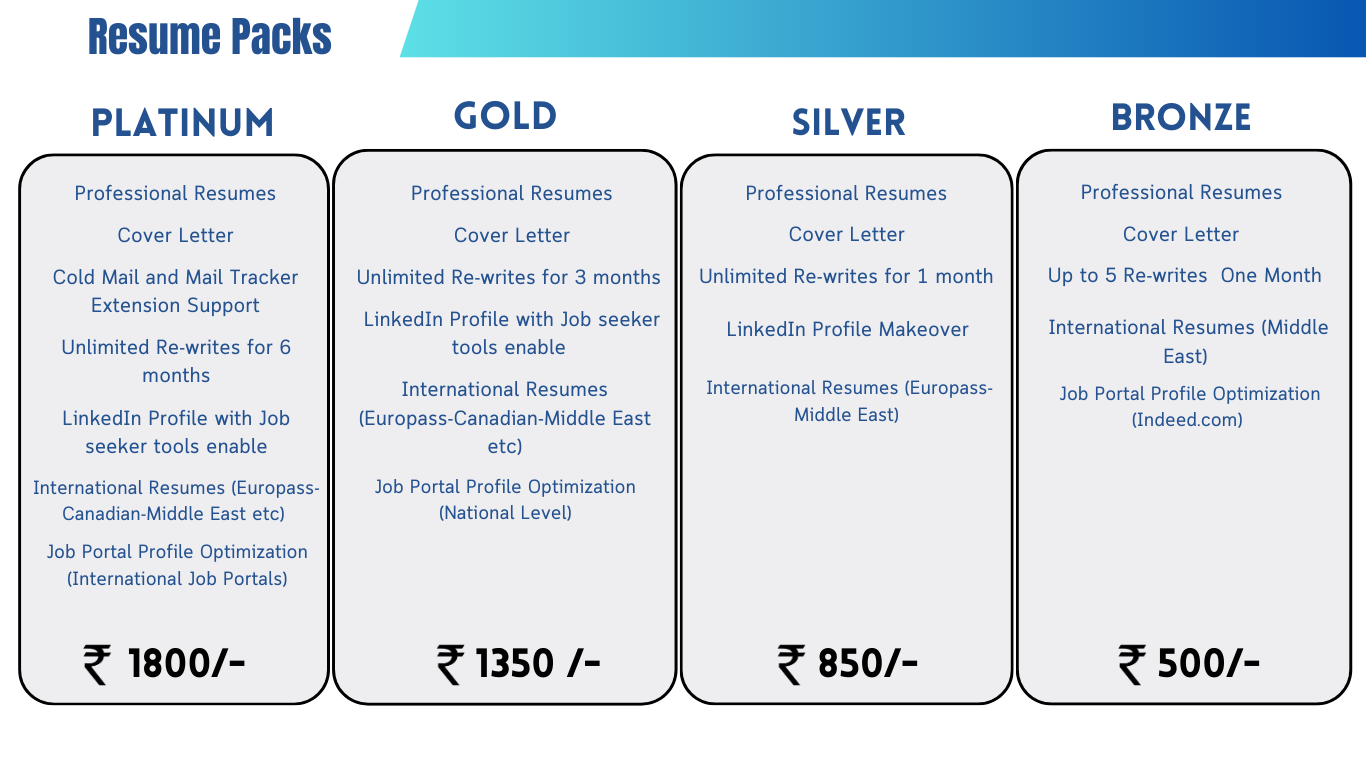 Resume Packs
PLATINUM
Professional Resumes
Cover Letter
Cold Mail and Mail Tracker
Extension Support
Unlimited Re-writes for 6
months
LinkedIn Profile with Job
seeker tools enable
International Resumes (Europass-
Canadian-Middle East etc)
Job Portal Profile Optimization
(International Job Portals)
₹ 1800/-
GOLD
Professional Resumes
Cover Letter
Unlimited Re-writes for 3 months
LinkedIn Profile with Job seeker
tools enable
International Resumes
(Europass-Canadian-Middle East
etc)
Job Portal Profile Optimization
(National Level)
₹ 1350 /-
SILVER
Professional Resumes
Cover Letter
Unlimited Re-writes for 1 month
LinkedIn Profile Makeover
International Resumes (Europass-
Middle East)
₹ 850/-
BRONZE
Professional Resumes
Cover Letter
Up to 5 Re-writes  One Month
International Resumes (Middle
East)
Job Portal Profile Optimization
(Indeed.com)
₹ 500/-